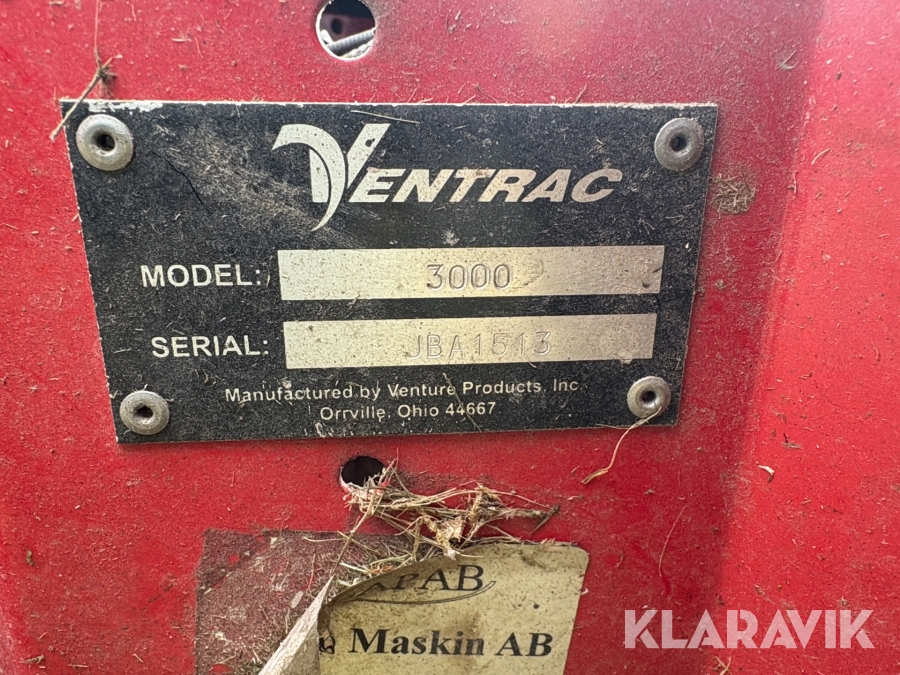 VENTRAC
MODEL: 3000
SERIAL: JBA1513
Manufactured by Venture Products, Inc.
Orrville, Ohio 44667
Maskin AB
KLARAVIK